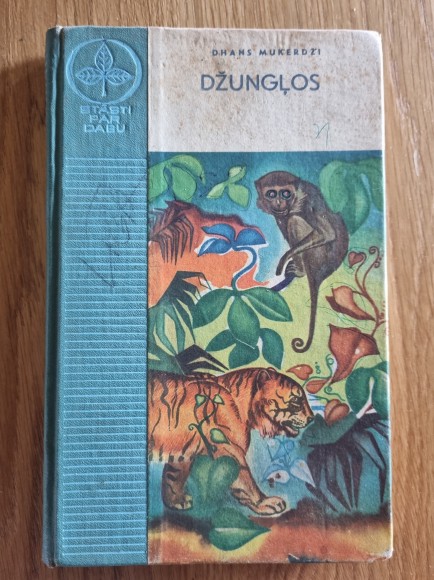 STĀSTI
PAR
DABU
DHANS MUKERDŽI
DŽUNGĻOS